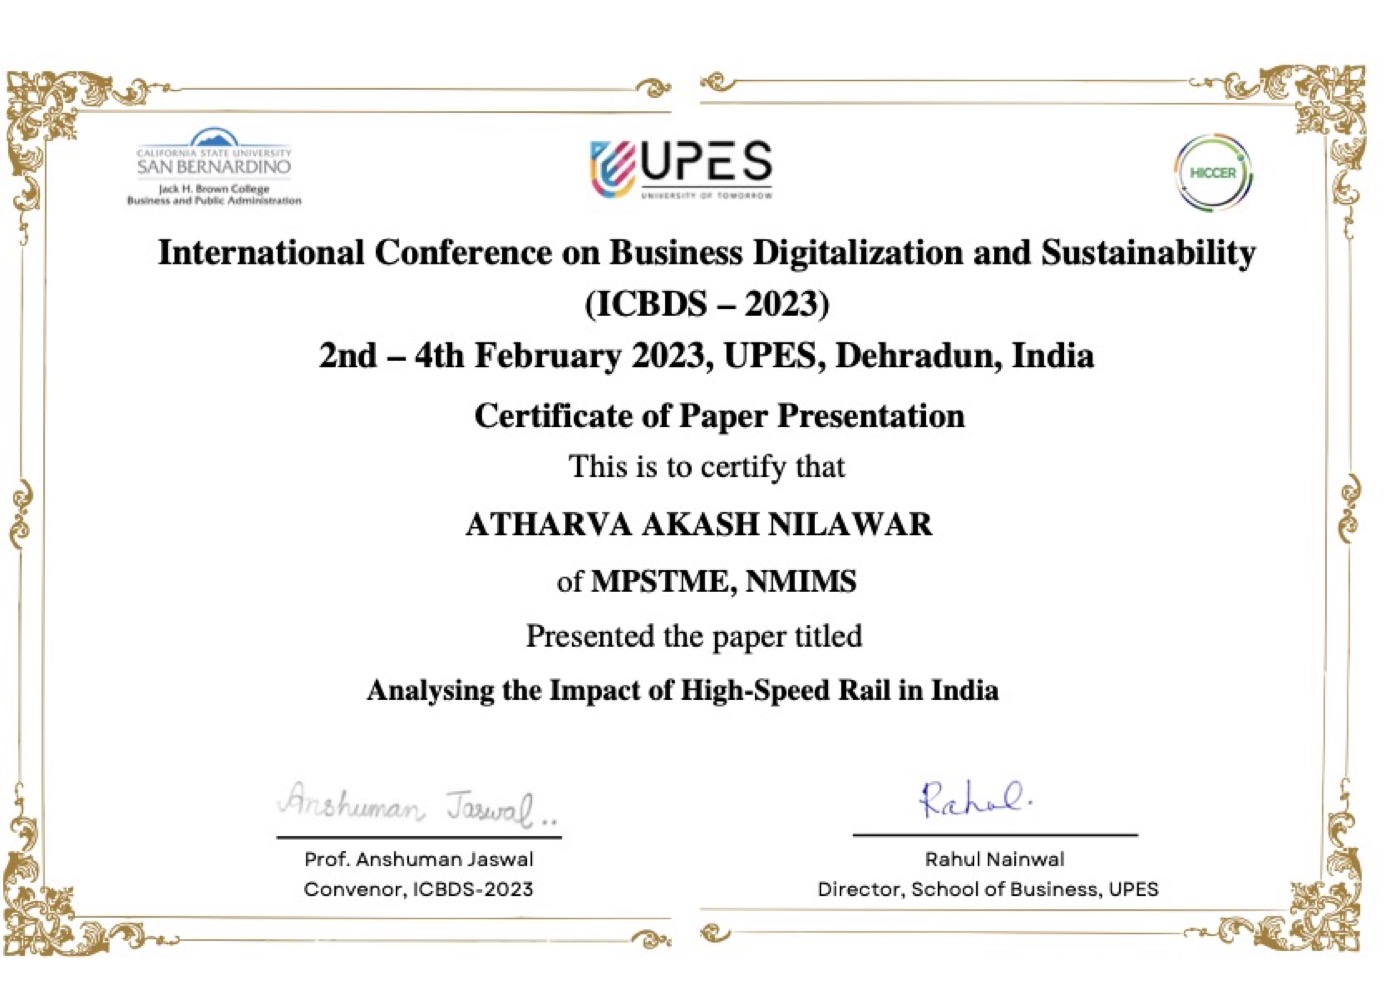 CALIFORNIA STATE UNIVERSITY
SAN BERNARDINO
Jack H. Brown College
Business and Public Administration
UPES
UNIVERSITY OF TOMORROW
HICCER
International Conference on Business Digitalization and Sustainability
(ICBDS – 2023)
2nd – 4th February 2023, UPES, Dehradun, India
Certificate of Paper Presentation
This is to certify that
ATHARVA AKASH NILAWAR
of MPSTME, NMIMS
Presented the paper titled
Analysing the Impact of High-Speed Rail in India
Anshuman Jaswal..
Rahul.
Prof. Anshuman Jaswal
Convenor, ICBDS-2023
Rahul Nainwal
Director, School of Business, UPES